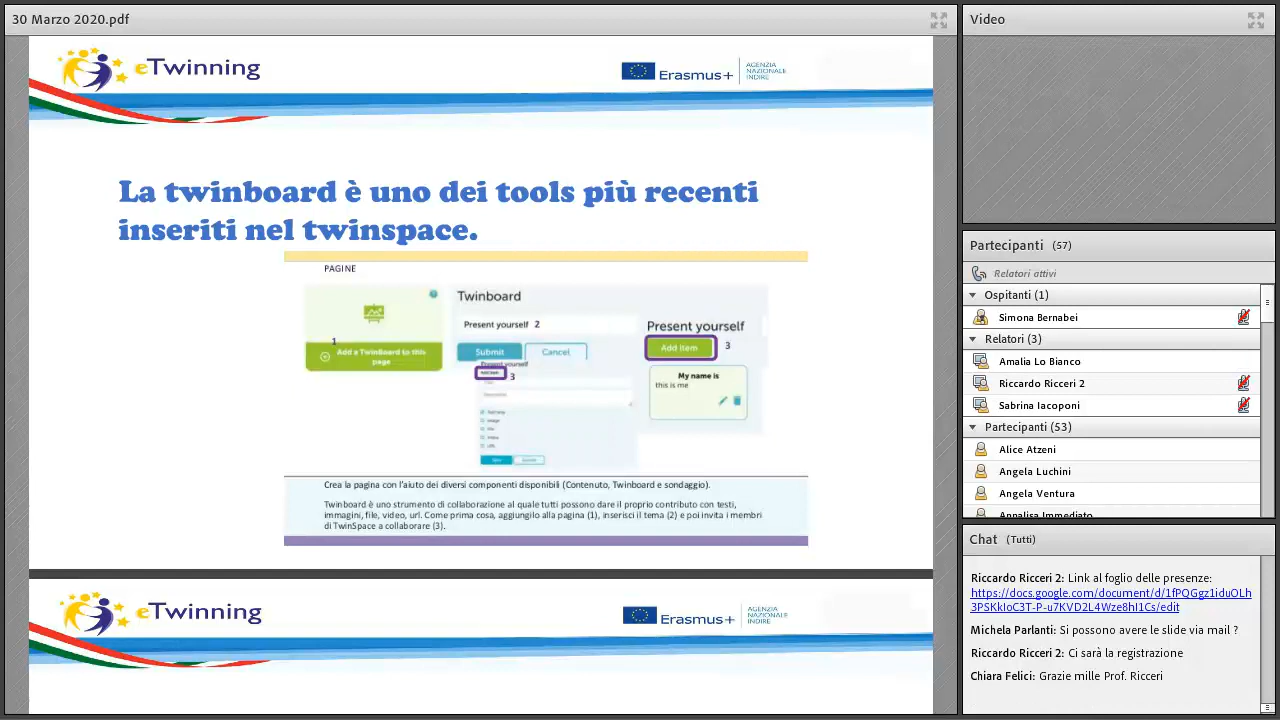 30 Marzo 2020.pdf
eTwinning
Erasmus+
AGENZIA
NAZIONALE
INDIRE
La twinboard è uno dei tools più recenti
inseriti nel twinspace.
PAGINE
1
Add a TwinBoard to this
page
Twinboard
Present yourself 2
Submit
Cancel
Present yourself
3
Present yourself
Add item
3
My name is
this is me
Crea la pagina con l'aiuto dei diversi componenti disponibili (Contenuto, Twinboard e sondaggio).
Twinboard è uno strumento di collaborazione al quale tutti possono dare il proprio contributo con testi,
immagini, file, video, url. Come prima cosa, aggiungilo alla pagina (1), inserisci il tema (2) e poi invita i membri
di TwinSpace a collaborare (3).
eTwinning
Erasmus+
AGENZIA
NAZIONALE
INDIRE
Video
Partecipanti (57)
Relatori attivi
Ospitanti (1)
Simona Bernabei
Relatori (3)
Amalia Lo Bianco
Riccardo Ricceri 2
Sabrina Iacoponi
Partecipanti (53)
Alice Atzeni
Angela Luchini
Angela Ventura
Annalisa Immediato
Chat (Tutti)
Riccardo Ricceri 2: Link al foglio delle presenze:
https://docs.google.com/document/d/1fPQGgz1iduOLh
3PSKkIoC3T-P-u7KVD2L4Wze8hI1Cs/edit
Michela Parlanti: Si possono avere le slide via mail ?
Riccardo Ricceri 2: Ci sarà la registrazione
Chiara Felici: Grazie mille Prof. Ricceri